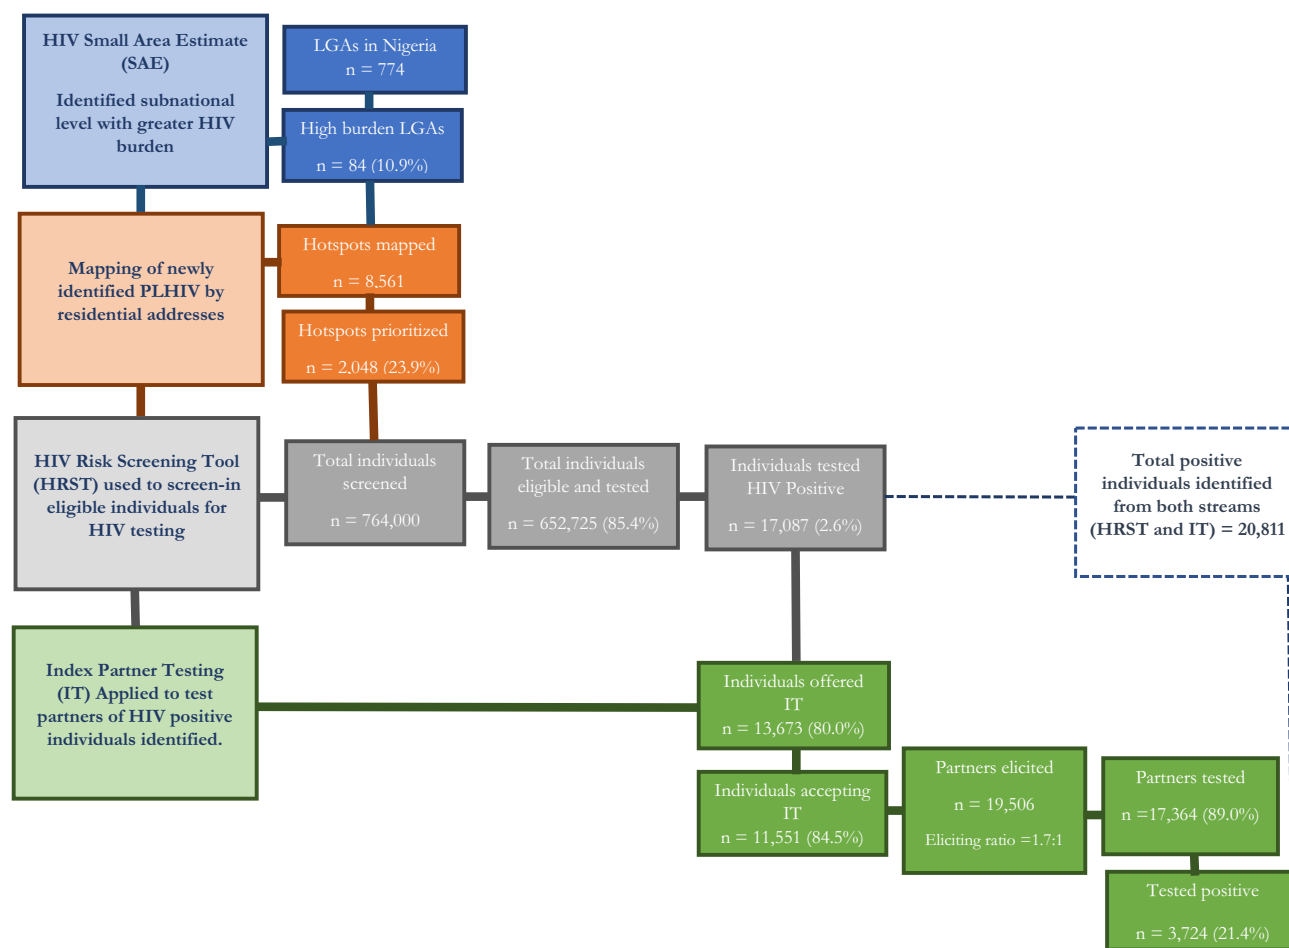 HIV Small Area Estimate
(SAE)
Identified subnational
level with greater HIV
burden
LGAs in Nigeria
n = 774
High burden LGAs
n = 84 (10.9%)
Mapping of newly
identified PLHIV by
residential addresses
Hotspots mapped
n = 8,561
Hotspots prioritized
n = 2,048 (23.9%)
HIV Risk Screening Tool
(HRST) used to screen-in
eligible individuals for
HIV testing
Total individuals
screened
n = 764,000
Total individuals
eligible and tested
n = 652,725 (85.4%)
Individuals tested
HIV Positive
n = 17,087 (2.6%)
Total positive
individuals identified
from both streams
(HRST and IT) = 20,811
Index Partner Testing
(IT) Applied to test
partners of HIV positive
individuals identified.
Individuals offered
IT
n = 13,673 (80.0%)
Individuals accepting
IT
n = 11,551 (84.5%)
Partners elicited
n = 19,506
Eliciting ratio =1.7:1
Partners tested
n =17,364 (89.0%)
Tested positive
n = 3,724 (21.4%)